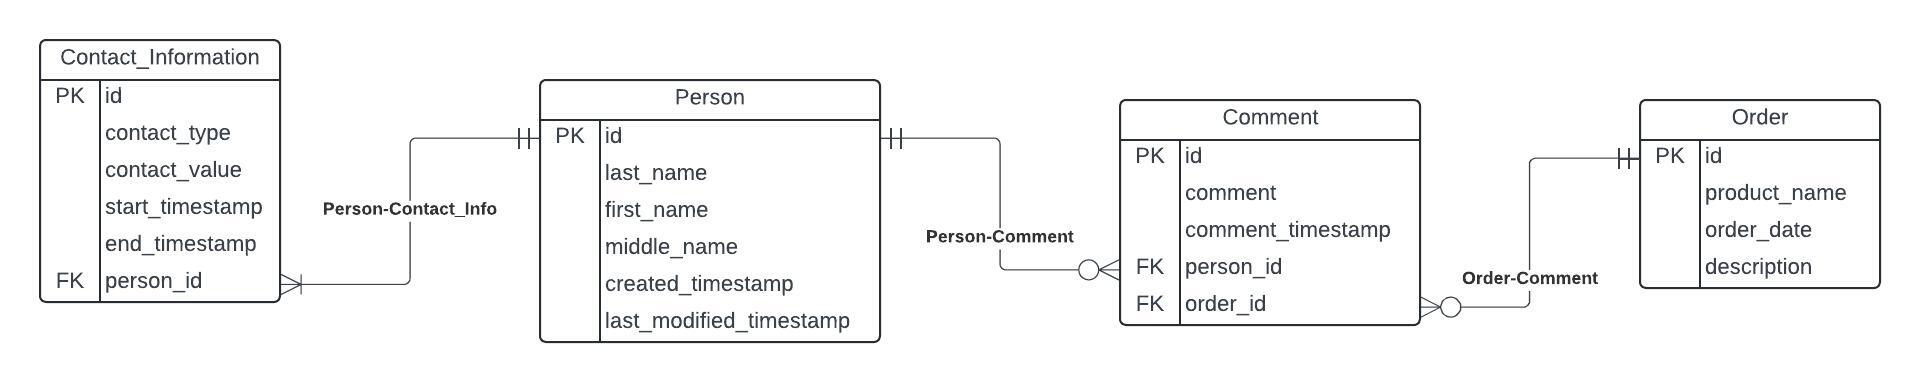 Contact_Information
PK id
contact_type
contact_value
start_timestamp
end_timestamp
FK person_id
Person-Contact_Info
Person
PK id
last_name
first_name
middle_name
created_timestamp
last_modified_timestamp
Person-Comment
Comment
PK id
comment
comment_timestamp
FK person_id
FK order_id
Order-Comment
Order
PK id
product_name
order_date
description